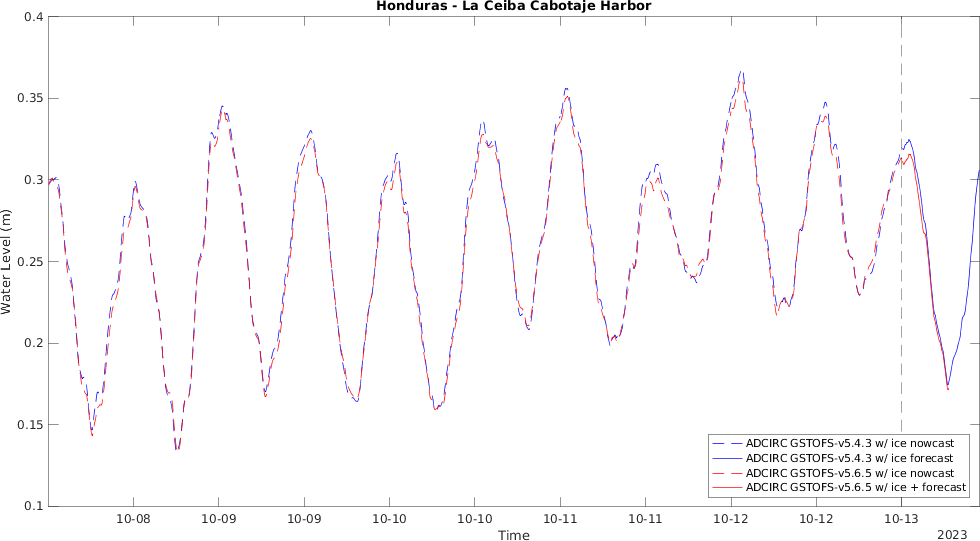 Honduras - La Ceiba Cabotaje Harbor
0.4
0.35
0.3
0.25
0.2
0.15
0.1
Water Level (m)
ADCIRC GSTOFS-v5.4.3 w/ ice nowcast
ADCIRC GSTOFS-v5.4.3 w/ ice forecast
ADCIRC GSTOFS-v5.6.5 w/ ice nowcast
ADCIRC GSTOFS-v5.6.5 w/ ice + forecast
10-08 10-09 10-09 10-10 10-10 10-11 10-11 10-12 10-12 10-13
Time
2023